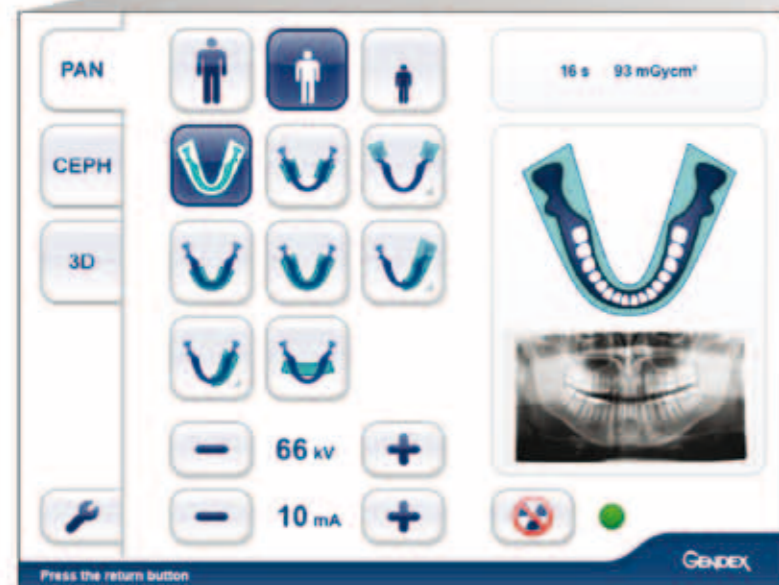 PAN
16 s 93 mGycm²
CEPH
3D
66 kV
10 mA
Press the return button
GENDEX